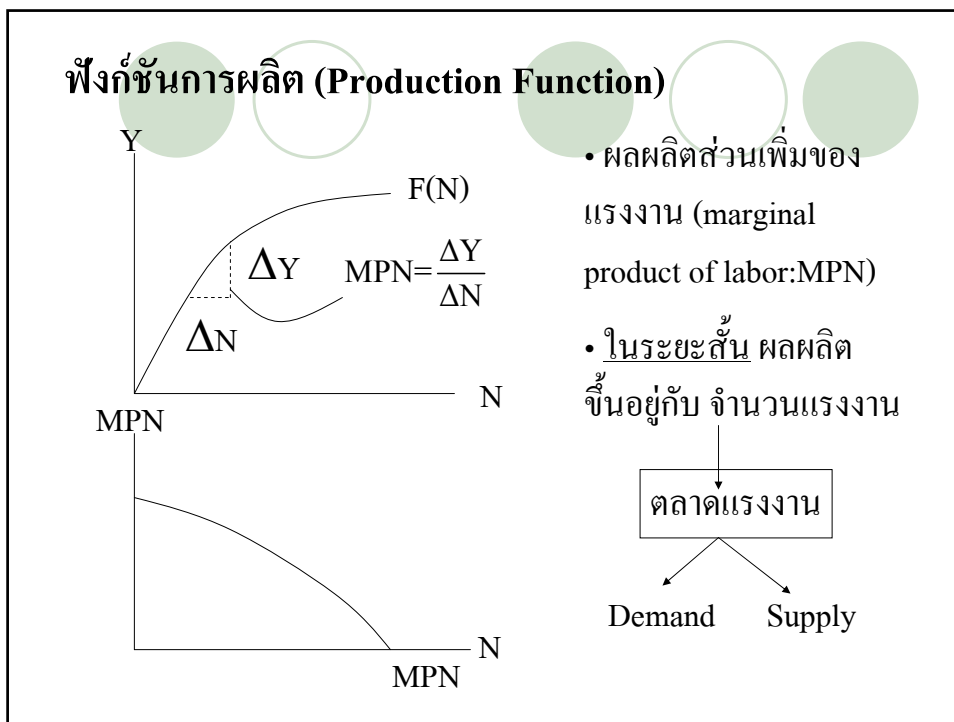 ฟังก์ชันการผลิต (Production Function)
Y
F(N)
ΔY
MPN=ΔY/ΔN
ΔN
N
MPN
N
MPN
• ผลผลิตส่วนเพิ่มของ
แรงงาน (marginal
product of labor:MPN)
• ในระยะสั้น ผลผลิต
ขึ้นอยู่กับ จำนวนแรงงาน
ตลาดแรงงาน
Demand Supply